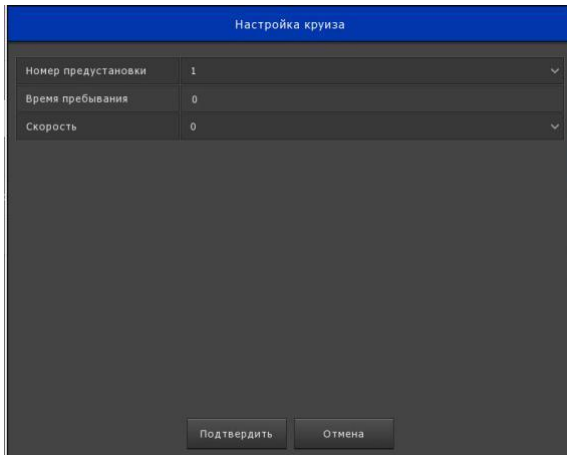 Настройка круиза
Номер предустановки 1
Время пребывания 0
Скорость 0
Подтвердить Отмена